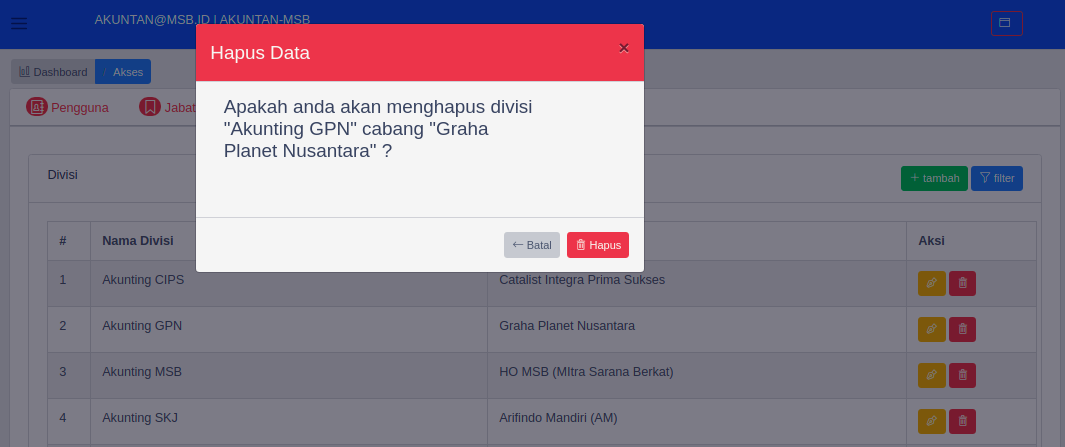 AKUNTAN@MSB.ID | AKUNTAN-MSB
Hapus Data
×
Dashboard
Akses
Pengguna
Jabat
Apakah anda akan menghapus divisi
"Akunting GPN" cabang "Graha
Planet Nusantara" ?
Divisi
+ tambah
filter
Batal
Hapus
# Nama Divisi Aksi
1 Akunting CIPS Catalist Integra Prima Sukses
2 Akunting GPN Graha Planet Nusantara
3 Akunting MSB HO MSB (MItra Sarana Berkat)
4 Akunting SKJ Arifindo Mandiri (AM)